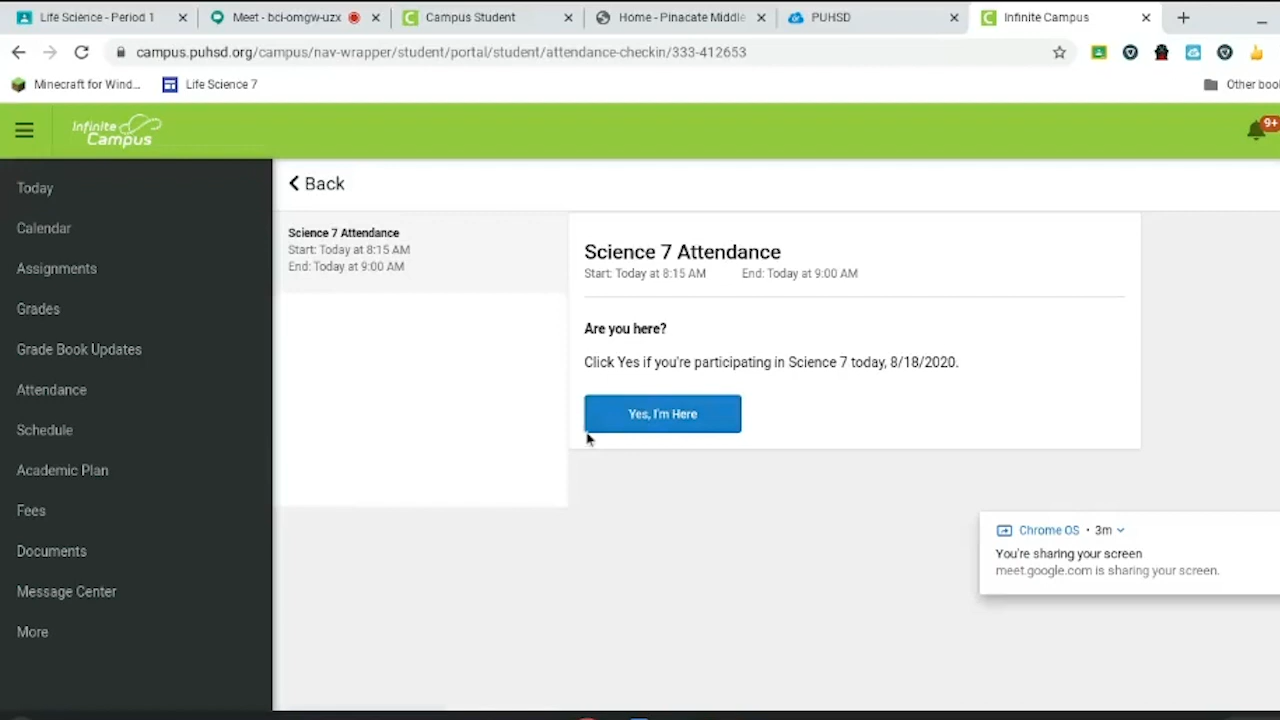 Life Science - Period 1
Meet - bci-omgw-uzx
Campus Student
Home - Pinacate Middle
PUHSD
Infinite Campus
campus.puhsd.org/campus/nav-wrapper/student/portal/student/attendance-checkin/333-412653
Minecraft for Wind...
Life Science 7
Other boo
Infinite Campus
9+
Today
Calendar
Assignments
Grades
Grade Book Updates
Attendance
Schedule
Academic Plan
Fees
Documents
Message Center
More
Back
Science 7 Attendance
Start: Today at 8:15 AM
End: Today at 9:00 AM
Science 7 Attendance
Start: Today at 8:15 AM End: Today at 9:00 AM
Are you here?
Click Yes if you're participating in Science 7 today, 8/18/2020.
Yes, I'm Here
Chrome OS • 3m
You're sharing your screen
meet.google.com is sharing your screen.